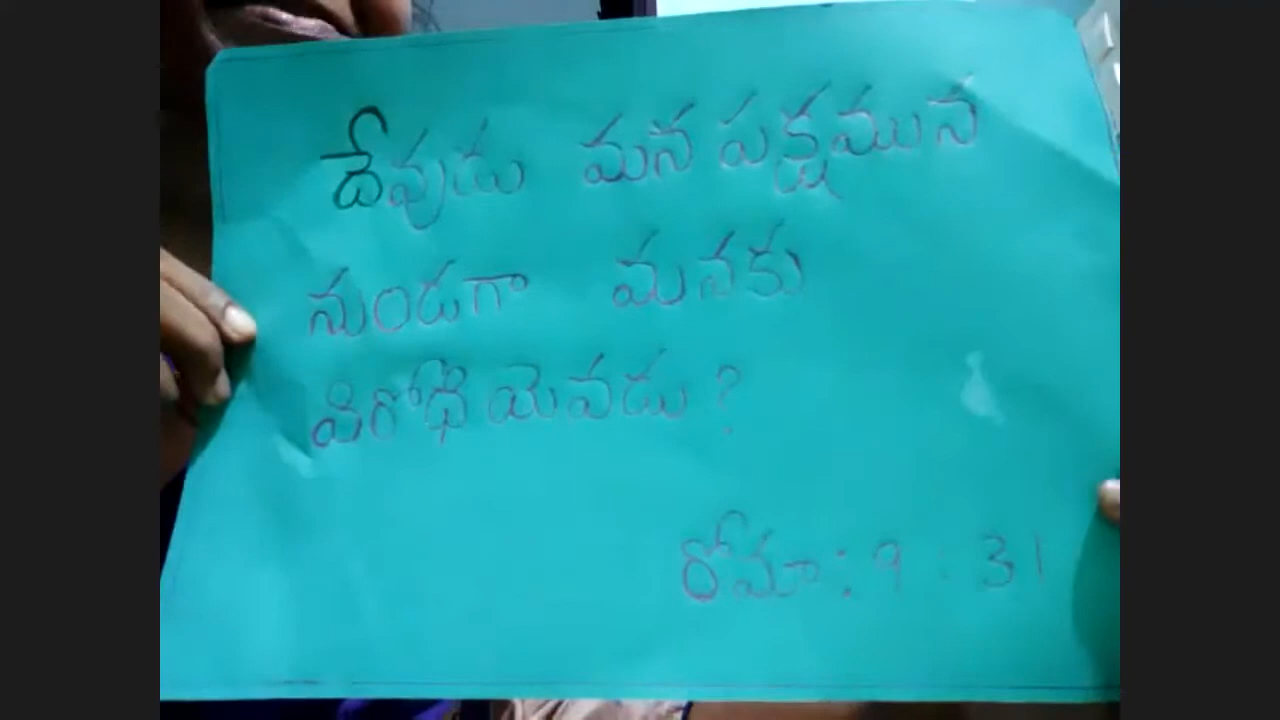 దేవుడు మన పక్షమున
నుండగా మనకు
విరోధి యెవడు ?
రోమా : 9 : 31